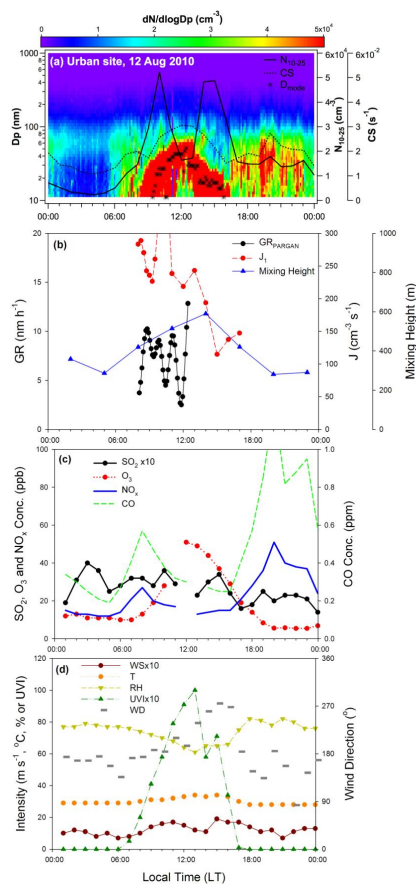 dN/dlogDp (cm⁻³)
0 1 2 3 4 5x10⁴
(a) Urban site, 12 Aug 2010
N₁₀₋₂₅
CS
D_mode
Dp (nm)
1000
100
10
N₁₀₋₂₅ (cm⁻³)
6x10⁴
5
4
3
2
1
0
CS (s⁻¹)
6x10⁻²
5
4
3
2
1
0
00:00 06:00 12:00 18:00 00:00
(b)
GR_PARGAN
J₁
Mixing Height
GR (nm h⁻¹)
20
15
10
5
J (cm⁻³ s⁻¹)
300
250
200
150
100
50
0
Mixing Height (m)
1000
800
600
400
200
0
00:00 06:00 12:00 18:00 00:00
(c)
SO₂ x10
O₃
NOₓ
CO
SO₂, O₃ and NOₓ Conc. (ppb)
100
80
60
40
20
0
CO Conc. (ppm)
1.0
0.8
0.6
0.4
0.2
0.0
00:00 06:00 12:00 18:00 00:00
(d)
WSx10
T
RH
UVIx10
WD
Intensity (m s⁻¹, °C, % or UVI)
120
100
80
60
40
20
0
Wind Direction (°)
360
270
180
90
0
00:00 06:00 12:00 18:00 00:00
Local Time (LT)